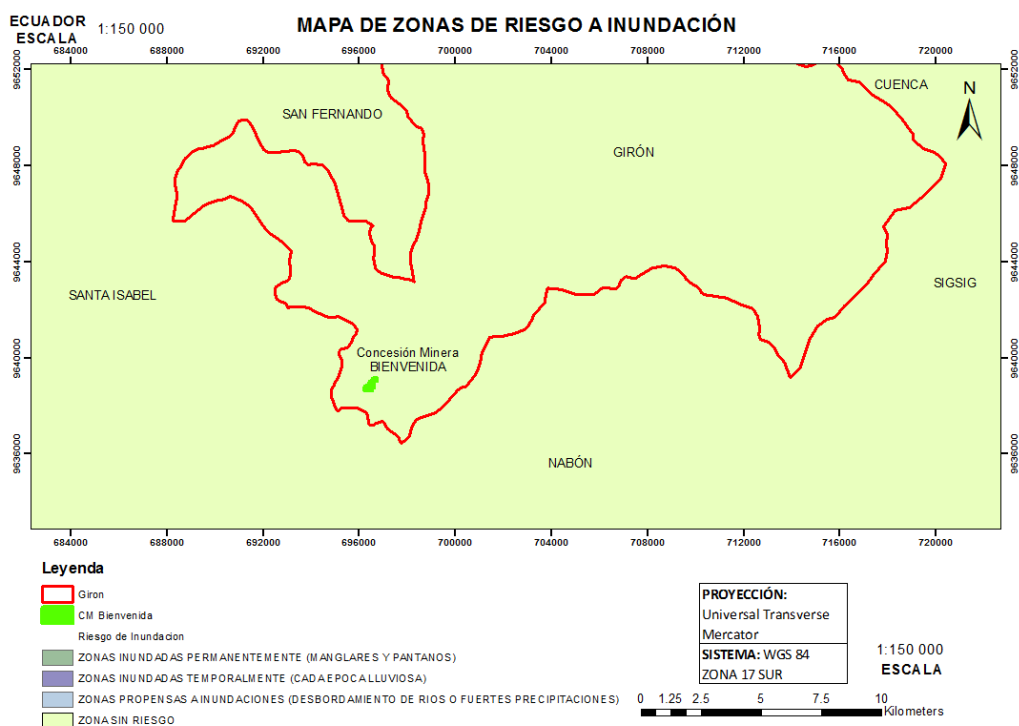 ECUADOR
ESCALA
1:150 000
MAPA DE ZONAS DE RIESGO A INUNDACIÓN
684000 688000 692000 696000 700000 704000 708000 712000 716000 720000
9652000
9652000
CUENCA
N
SAN FERNANDO
GIRÓN
9648000
9648000
9644000
9644000
SANTA ISABEL
SIGSIG
9640000
9640000
Concesión Minera
BIENVENIDA
9636000
9636000
NABÓN
684000 688000 692000 696000 700000 704000 708000 712000 716000 720000
Leyenda
Giron
CM Bienvenida
Riesgo de Inundacion
ZONAS INUNDADAS PERMANENTEMENTE (MANGLARES Y PANTANOS)
ZONAS INUNDADAS TEMPORALMENTE (CADA EPOCA LLUVIOSA)
ZONAS PROPENSAS A INUNDACIONES (DESBORDAMIENTO DE RIOS O FUERTES PRECIPITACIONES)
ZONA SIN RIESGO
PROYECCIÓN:
Universal Transverse
Mercator
SISTEMA: WGS 84
ZONA 17 SUR
1:150 000
ESCALA
0 1.25 2.5 5 7.5 10
Kilometers